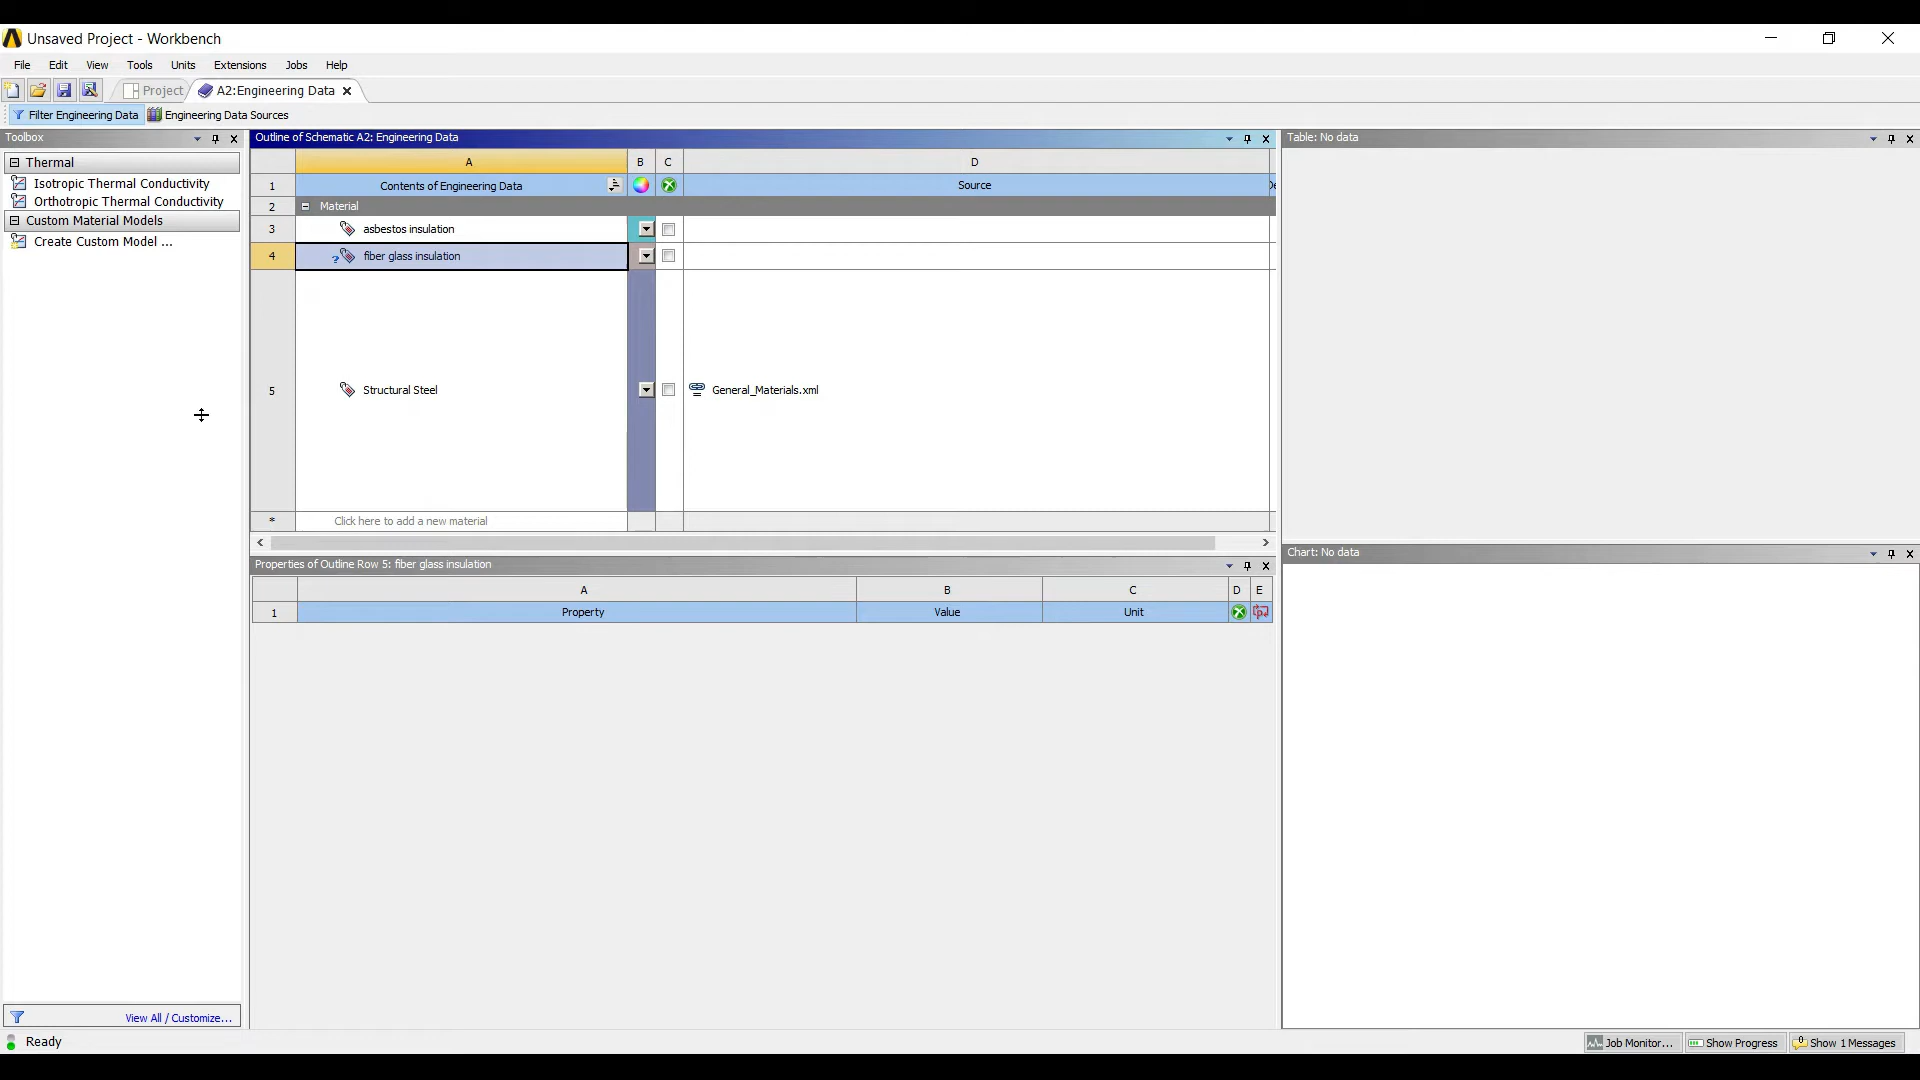 Unsaved Project - Workbench
File Edit View Tools Units Extensions Jobs Help
Project A2:Engineering Data
Filter Engineering Data Engineering Data Sources
Toolbox
Thermal
Isotropic Thermal Conductivity
Orthotropic Thermal Conductivity
Custom Material Models
Create Custom Model ...
View All / Customize...
Outline of Schematic A2: Engineering Data
A B C D
1 Contents of Engineering Data Source
2 Material
3 asbestos insulation
4 ? fiber glass insulation
5 Structural Steel General_Materials.xml
* Click here to add a new material
Properties of Outline Row 5: fiber glass insulation
A B C D E
1 Property Value Unit
Table: No data
Chart: No data
Ready
Job Monitor... Show Progress Show 1 Messages